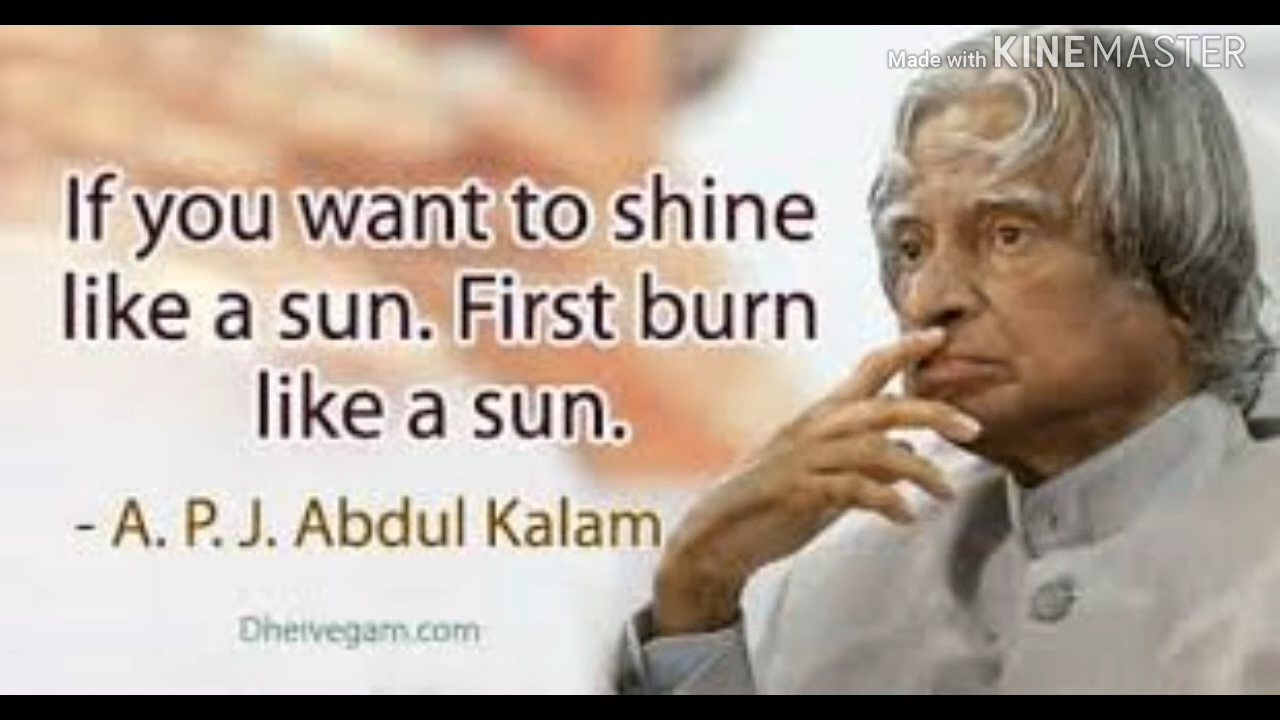 Made with KINEMASTER
If you want to shine
like a sun. First burn
like a sun.
- A. P. J. Abdul Kalam
Dheivegam.com